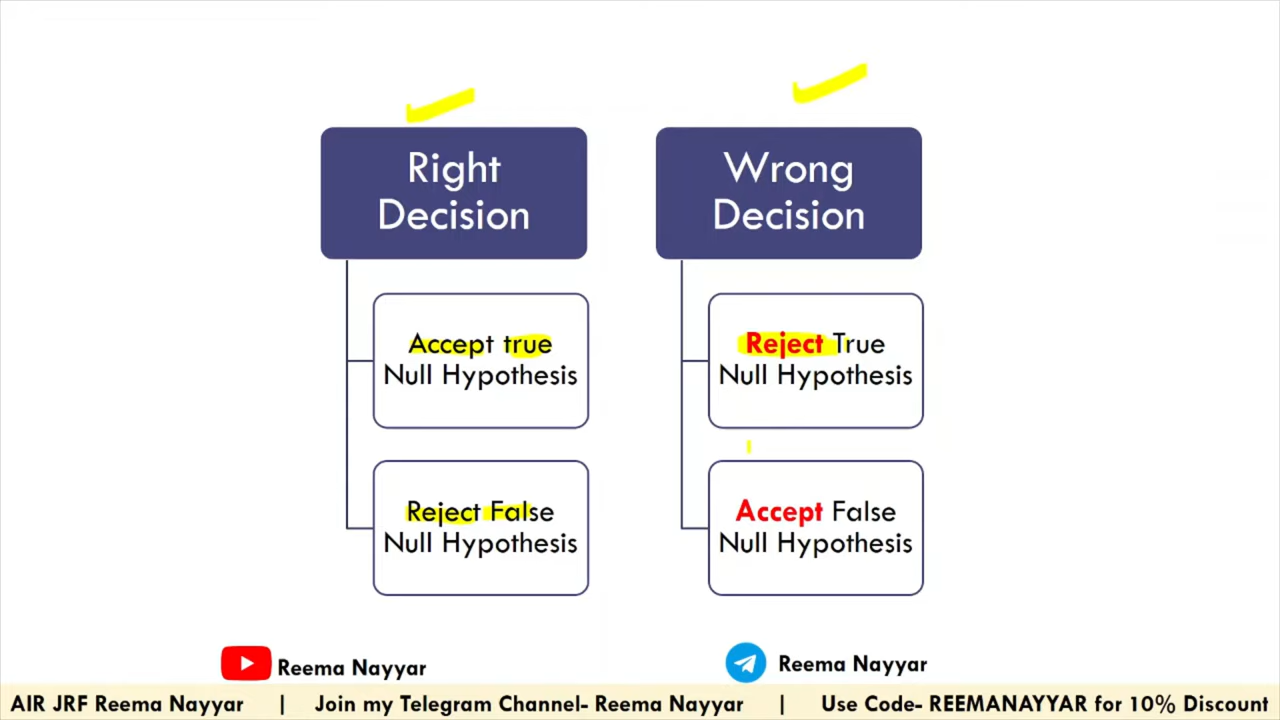 Right
Decision
Accept true
Null Hypothesis
Reject False
Null Hypothesis
Wrong
Decision
Reject True
Null Hypothesis
Accept False
Null Hypothesis
Reema Nayyar
Reema Nayyar
AIR JRF Reema Nayyar | Join my Telegram Channel- Reema Nayyar | Use Code- REEMANAYYAR for 10% Discount